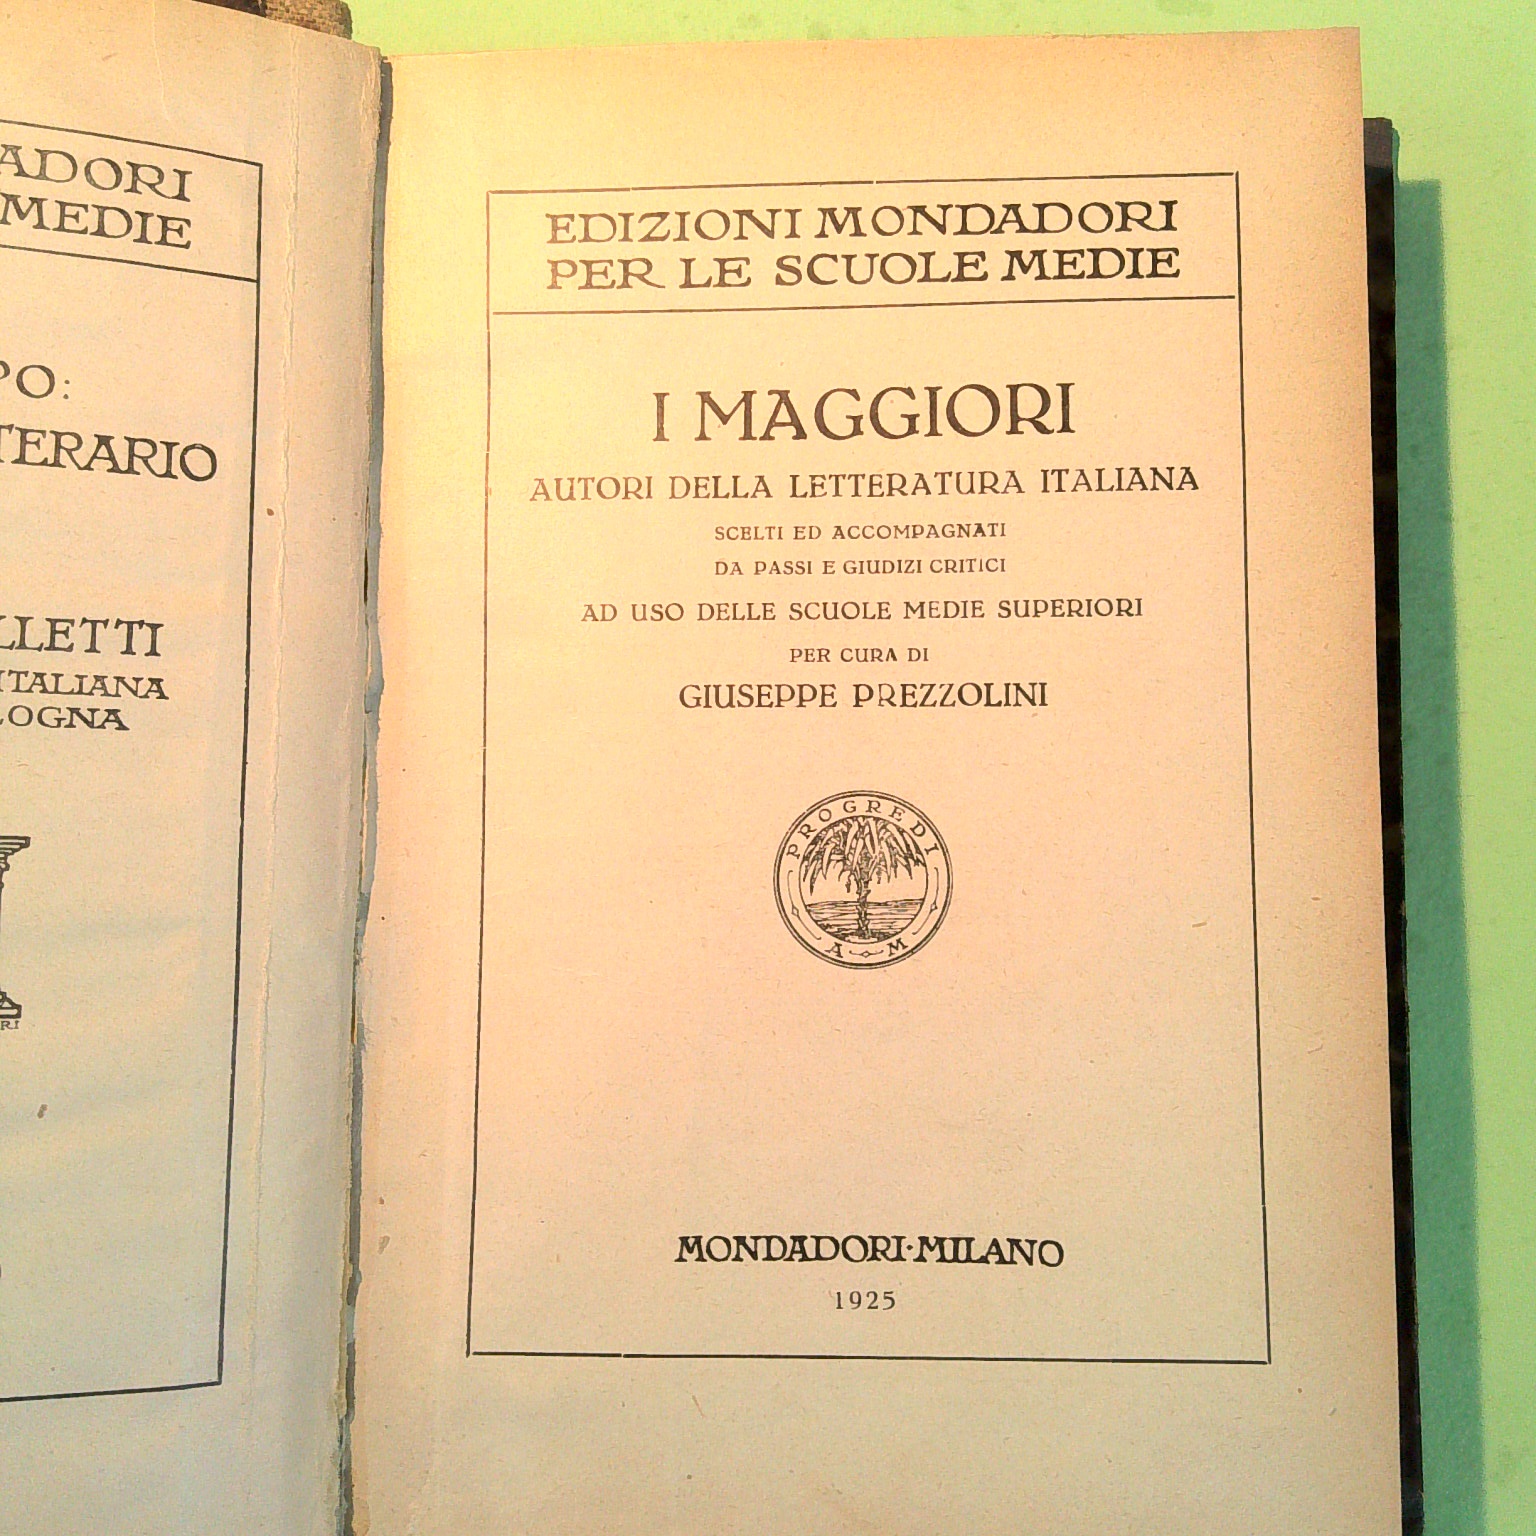 ADORI
MEDIE
PO:
TERARIO
LLETTI
ITALIANA
LOGNA
RI
EDIZIONI MONDADORI
PER LE SCUOLE MEDIE
I MAGGIORI
AUTORI DELLA LETTERATURA ITALIANA
SCELTI ED ACCOMPAGNATI
DA PASSI E GIUDIZI CRITICI
AD USO DELLE SCUOLE MEDIE SUPERIORI
PER CURA DI
GIUSEPPE PREZZOLINI
PROGREDI
A M
MONDADORI·MILANO
1925